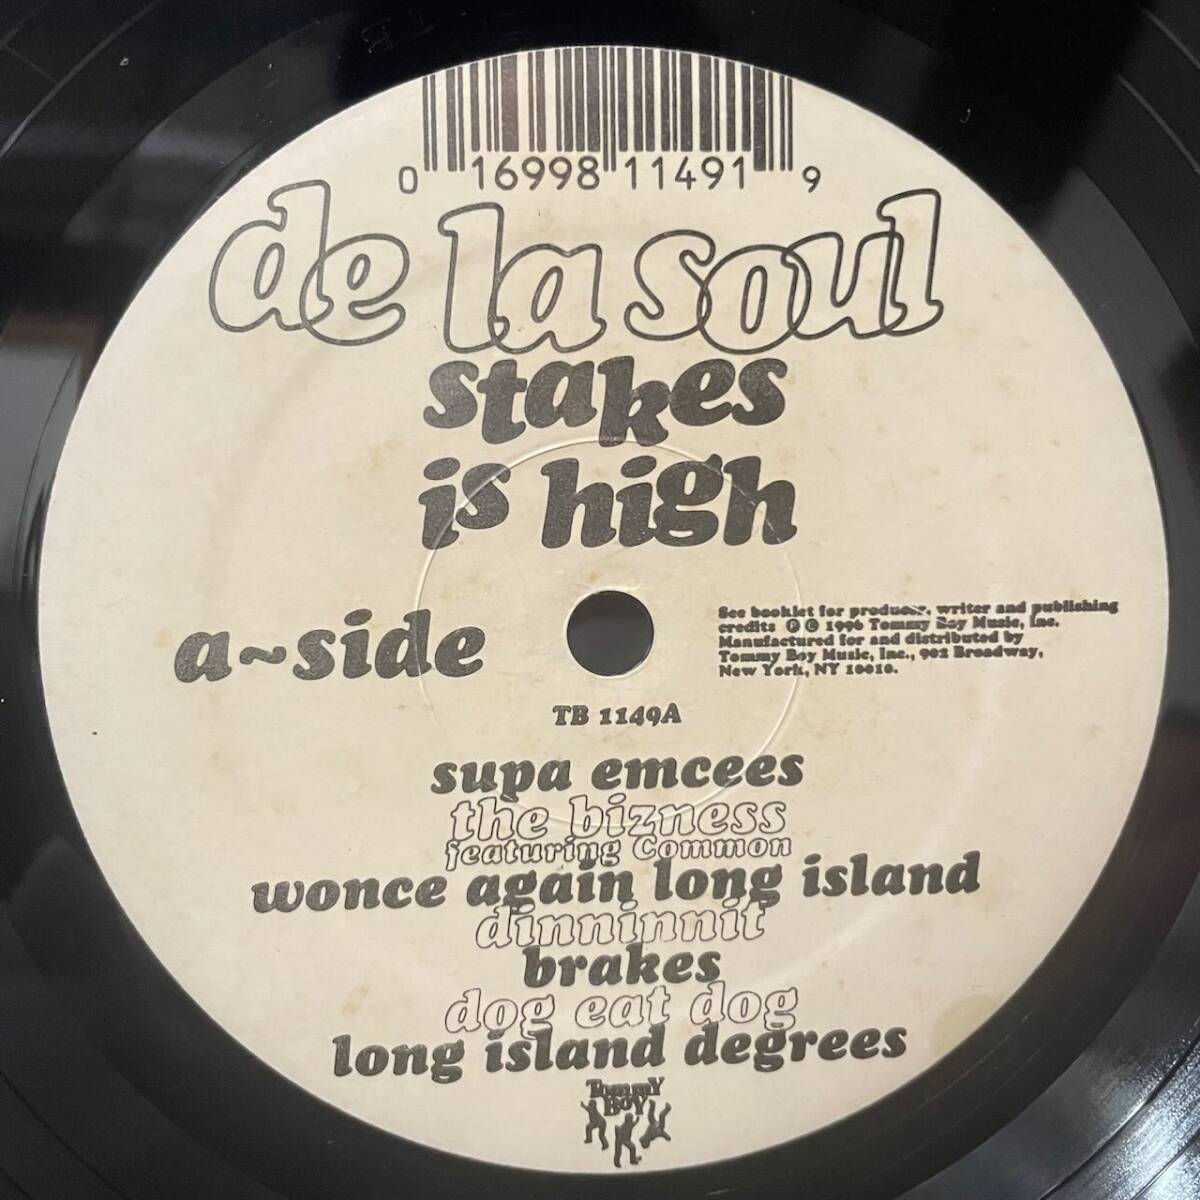 0 16998 11491 9
de la soul
stakes
is high
a~side
See booklet for producer, writer and publishing
credits ℗ © 1996 Tommy Boy Music, Inc.
Manufactured for and distributed by
Tommy Boy Music, Inc., 902 Broadway,
New York, NY 10010.
TB 1149A
supa emcees
the bizness
featuring Common
wonce again long island
dinninnit
brakes
dog eat dog
long island degrees
Tommy
Boy